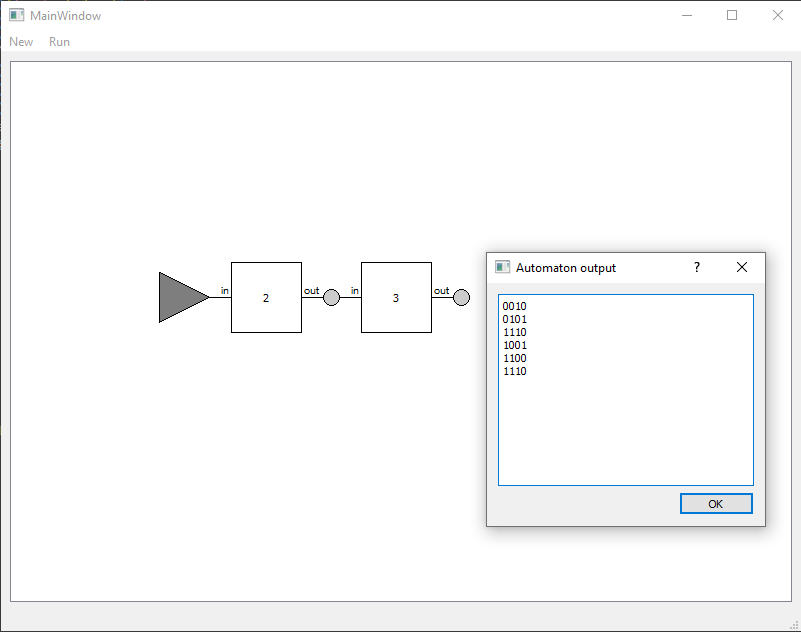 MainWindow
New Run
in 2 out in 3 out
Automaton output ?
0010
0101
1110
1001
1100
1110
OK